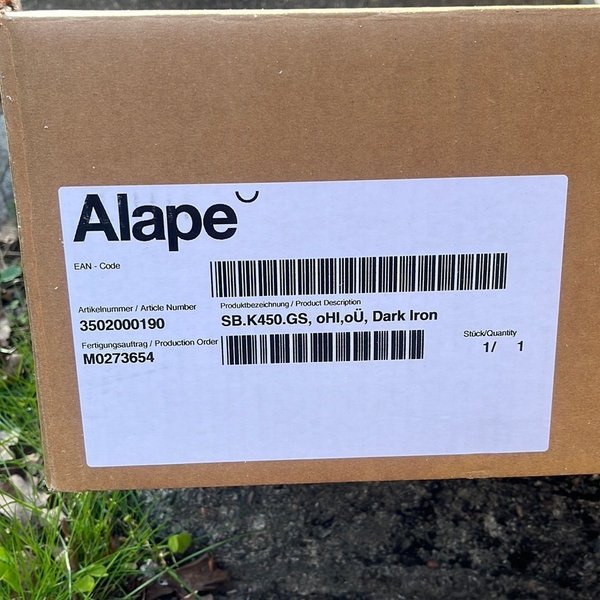 Alape
EAN - Code
Artikelnummer / Article Number
3502000190
Produktbezeichnung / Product Description
SB.K450.GS, oHl,oÜ, Dark Iron
Fertigungsauftrag / Production Order
M0273654
Stück/Quantity
1/ 1